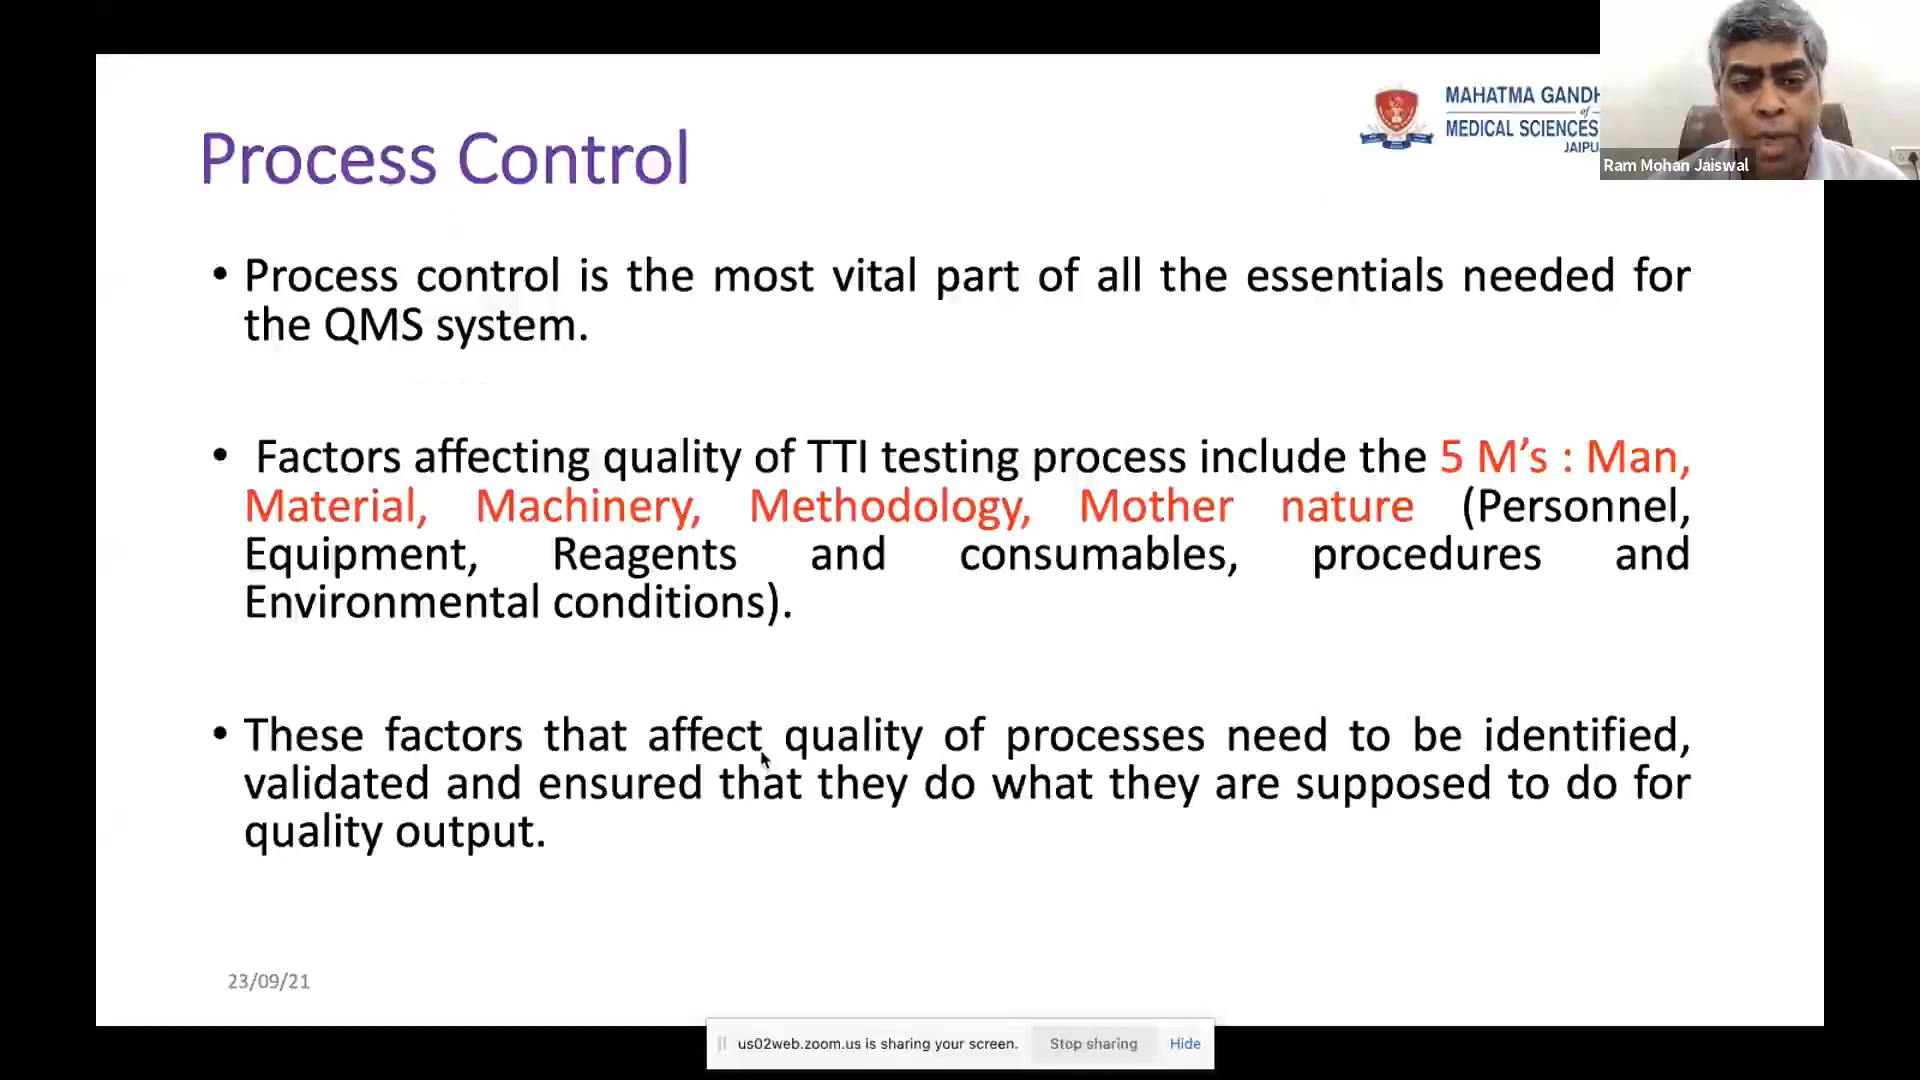 MAHATMA GANDH
of
MEDICAL SCIENCES
JAIPU
Ram Mohan Jaiswal
Process Control
• Process control is the most vital part of all the essentials needed for
the QMS system.
• Factors affecting quality of TTI testing process include the 5 M’s : Man,
Material, Machinery, Methodology, Mother nature (Personnel,
Equipment, Reagents and consumables, procedures and
Environmental conditions).
• These factors that affect quality of processes need to be identified,
validated and ensured that they do what they are supposed to do for
quality output.
23/09/21
us02web.zoom.us is sharing your screen. Stop sharing Hide